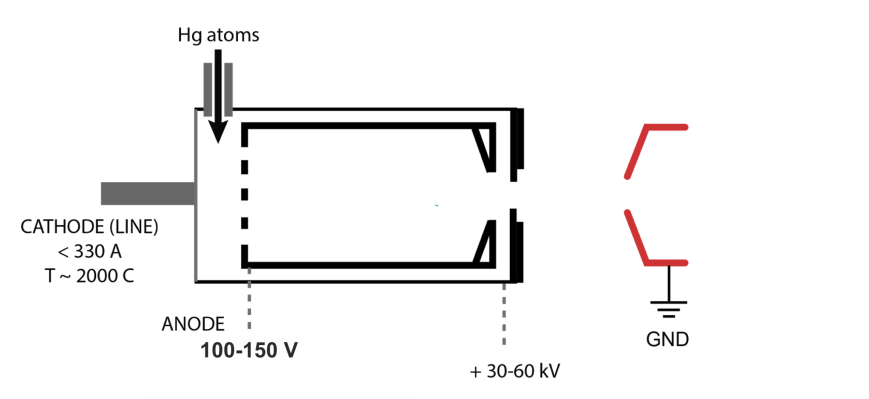 Hg atoms
CATHODE (LINE)
< 330 A
T ~ 2000 C
ANODE
100-150 V
+ 30-60 kV
GND